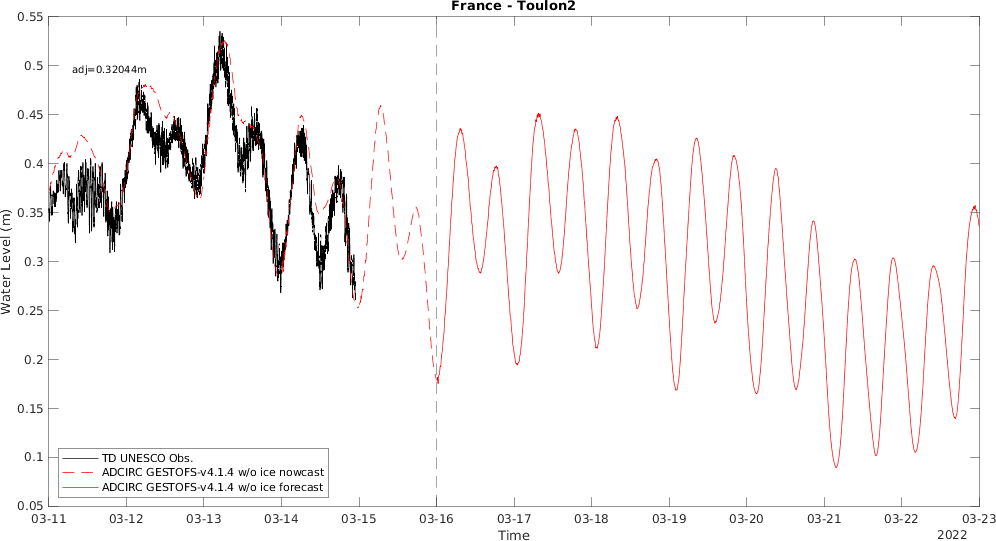 France - Toulon2
adj=0.32044m
0.55
0.5
0.45
0.4
0.35
0.3
0.25
0.2
0.15
0.1
0.05
Water Level (m)
TD UNESCO Obs.
ADCIRC GESTOFS-v4.1.4 w/o ice nowcast
ADCIRC GESTOFS-v4.1.4 w/o ice forecast
03-11 03-12 03-13 03-14 03-15 03-16 03-17 03-18 03-19 03-20 03-21 03-22 03-23
Time
2022